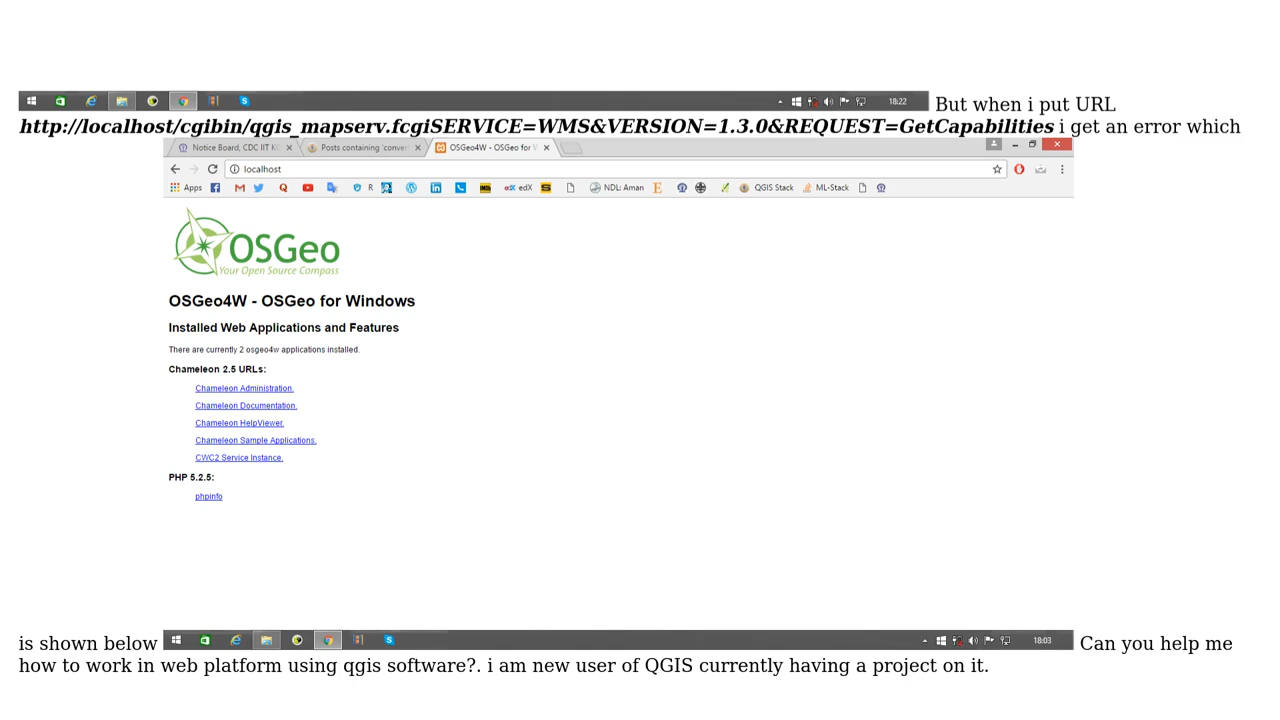 18:22 But when i put URL
http://localhost/cgibin/qgis_mapserv.fcgiSERVICE=WMS&VERSION=1.3.0&REQUEST=GetCapabilities i get an error which
Notice Board, CDC IIT K Posts containing 'conver OSGeo4W - OSGeo for W
localhost
Apps R NDL: Aman QGIS Stack ML-Stack edX
OSGeo
Your Open Source Compass
OSGeo4W - OSGeo for Windows
Installed Web Applications and Features
There are currently 2 osgeo4w applications installed.
Chameleon 2.5 URLs:
Chameleon Administration.
Chameleon Documentation.
Chameleon HelpViewer.
Chameleon Sample Applications.
CWC2 Service Instance.
PHP 5.2.5:
phpinfo
is shown below 18:03 Can you help me
how to work in web platform using qgis software?. i am new user of QGIS currently having a project on it.